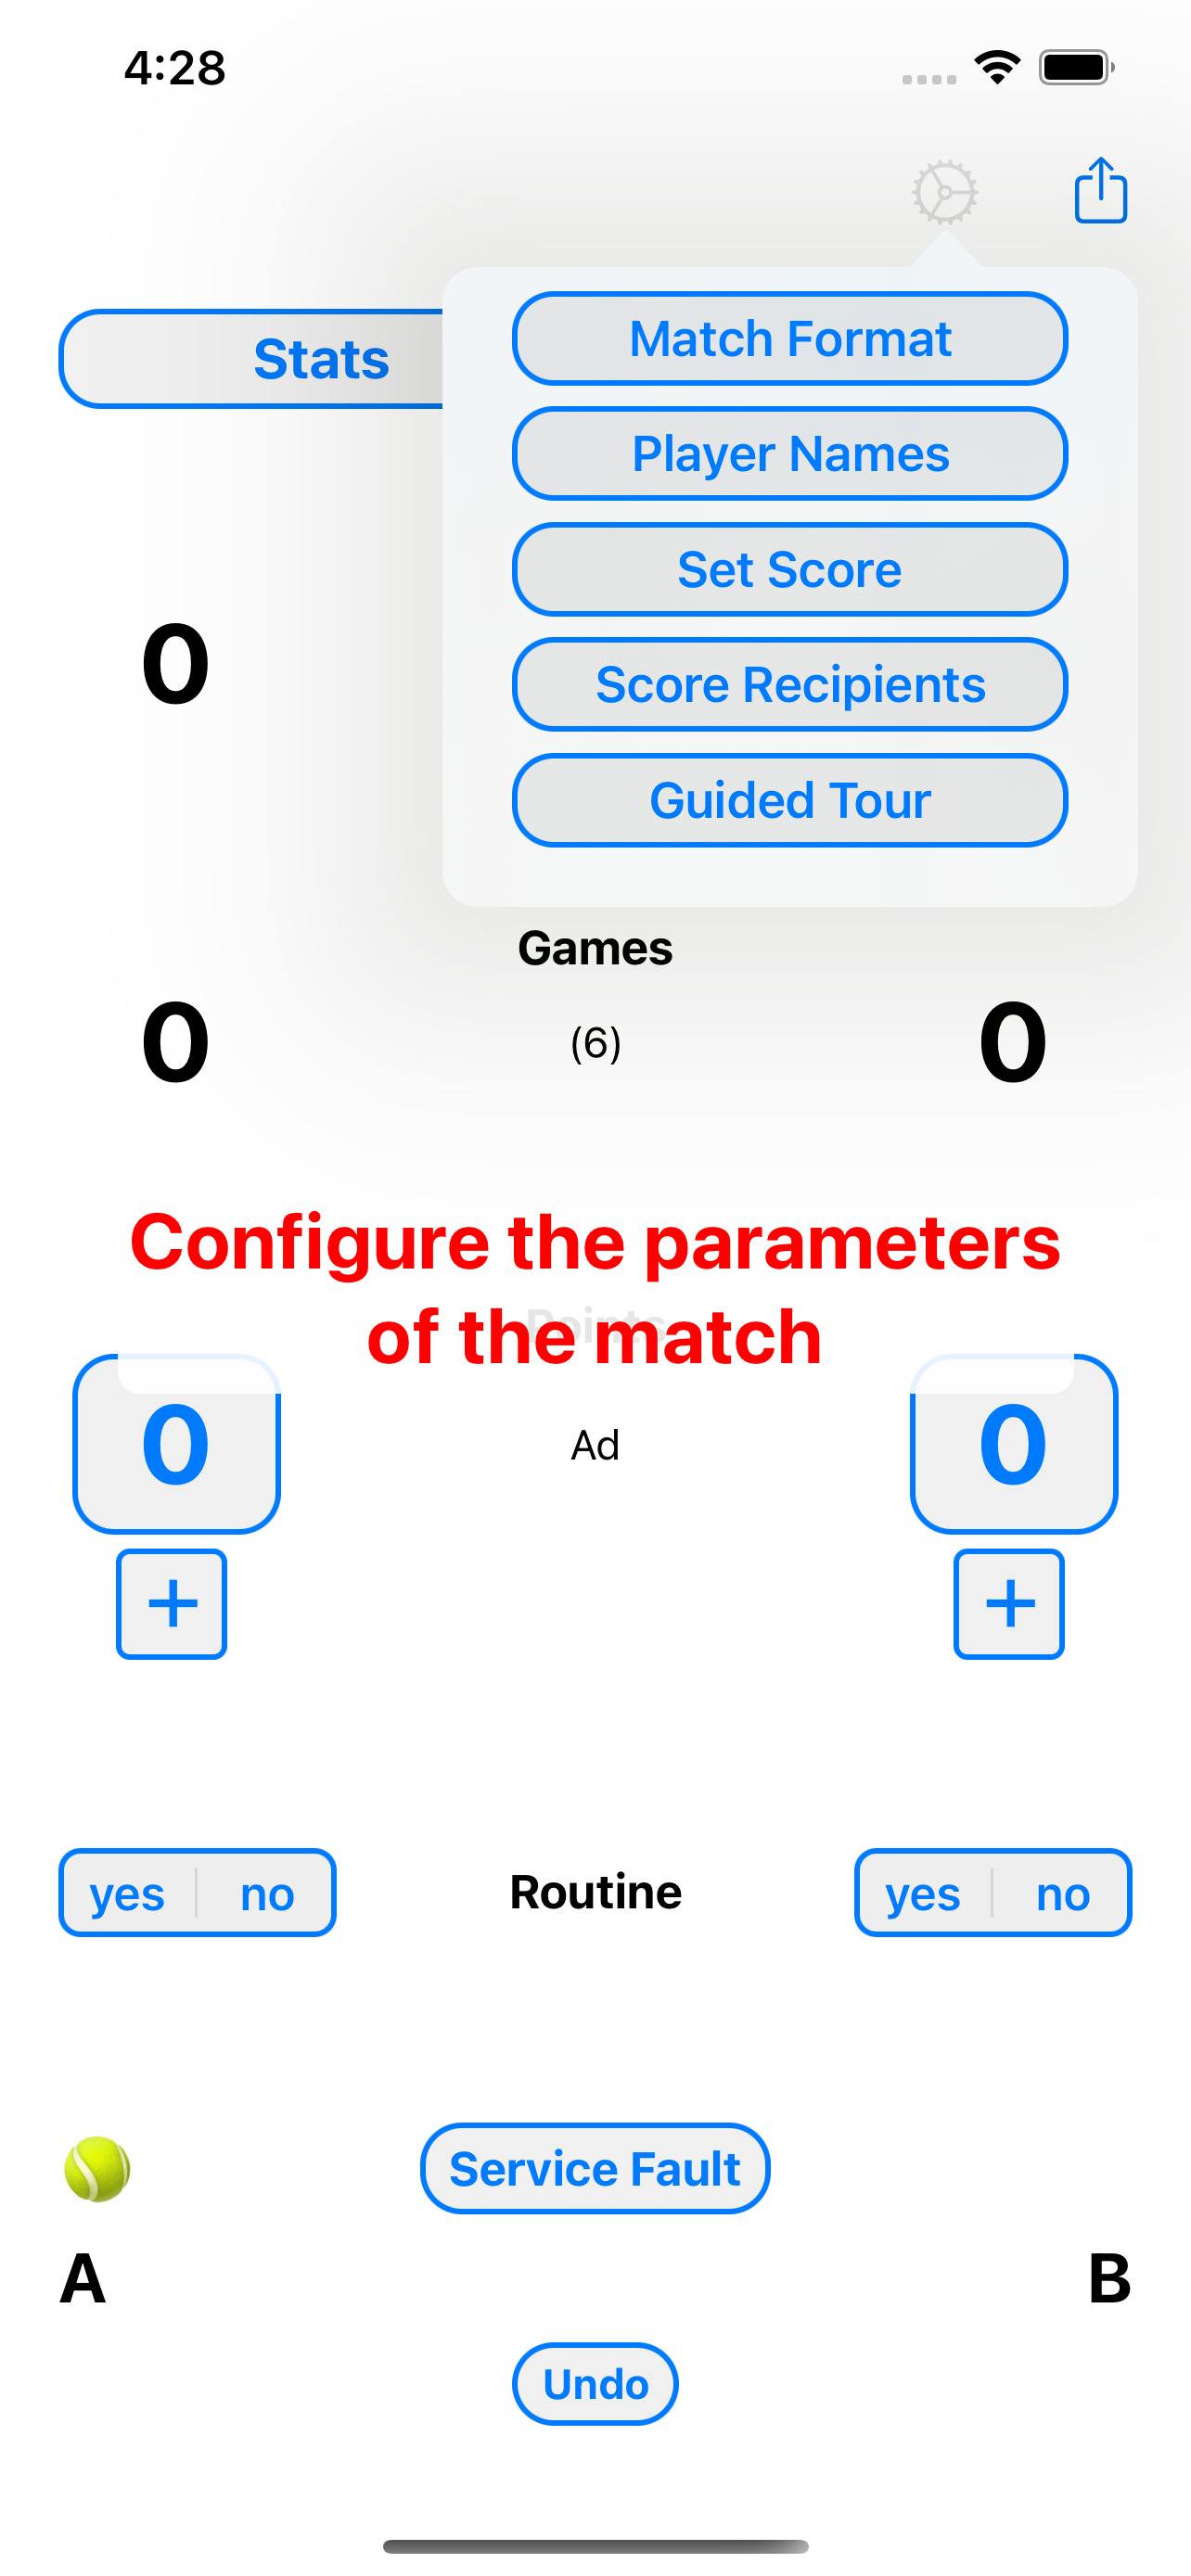 4:28
Stats
Match Format
Player Names
Set Score
Score Recipients
Guided Tour
0
Games
0 (6) 0
Configure the parameters
of the match
Points
0 Ad 0
+ +
yes no Routine yes no
Service Fault
A B
Undo